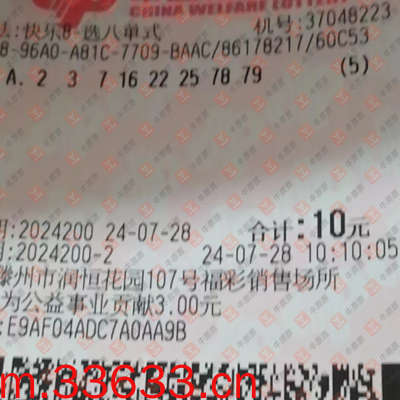 CHINA WELFARE LOTTERY
法:快乐8-选八单式 机号:37048223
8-96A0-A81C-7709-BAAC/86178217/60C53
A. 2 3 7 16 22 25 78 79 (5)
期:2024200 24-07-28 合计:10元
期:2024200-2 24-07-28 10:10:05
滕州市润恒花园107号福彩销售场所
为公益事业贡献3.00元
:E9AF04ADC7A0AA9B
m.33633.cn